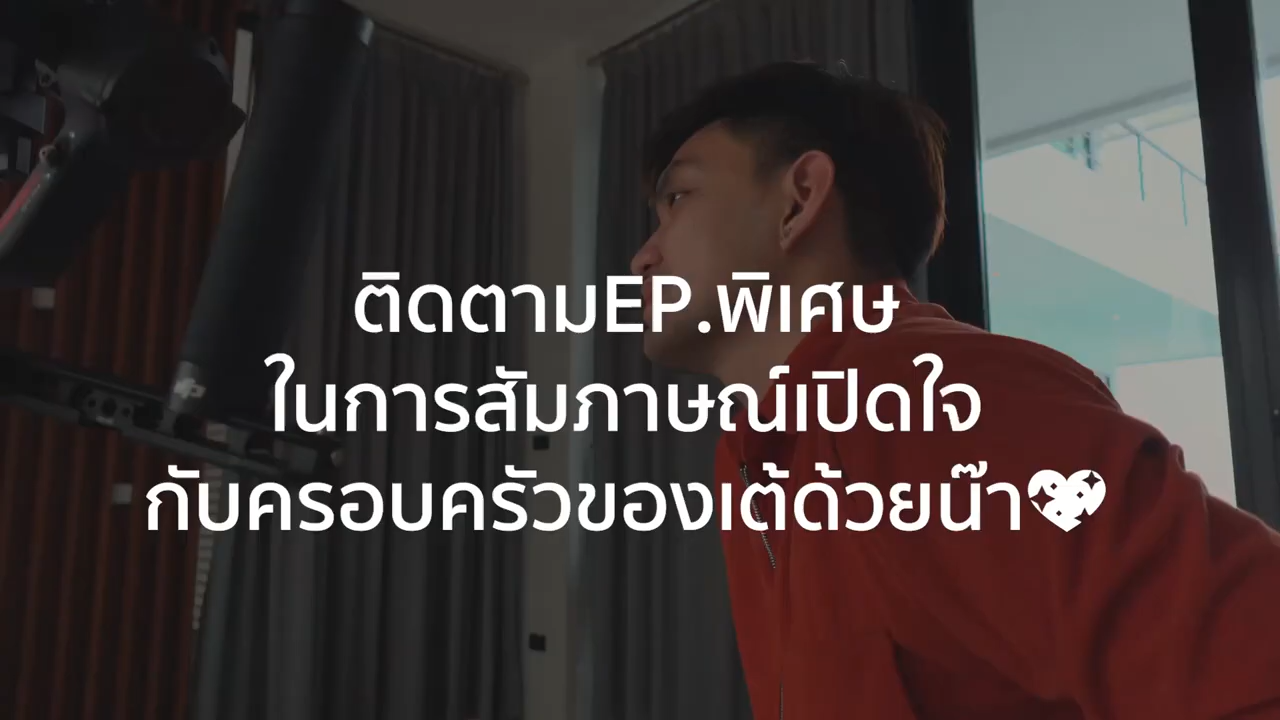 ติดตามEP.พิเศษ
ในการสัมภาษณ์เปิดใจ
กับครอบครัวของเต้ด้วยน๊า💖